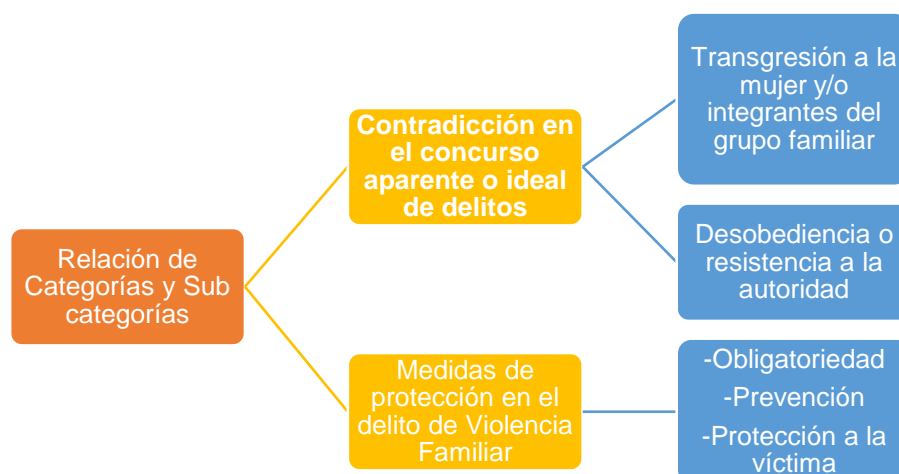 Relación de
Categorías y Sub
categorías
Contradicción en
el concurso
aparente o ideal
de delitos
Transgresión a la
mujer y/o
integrantes del
grupo familiar
Desobediencia o
resistencia a la
autoridad
Medidas de
protección en el
delito de Violencia
Familiar
-Obligatoriedad
-Prevención
-Protección a la
víctima